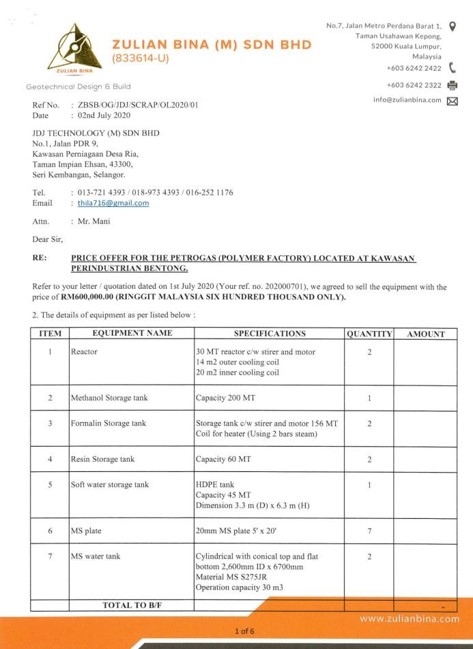 No.7, Jalan Metro Perdana Barat 1,
Taman Usahawan Kepong,
52000 Kuala Lumpur,
Malaysia
+603 6242 2422
+603 6242 2322
info@zulianbina.com
ZULIAN BINA
ZULIAN BINA (M) SDN BHD
(833614-U)
Geotechnical Design & Build
Ref No. : ZBSB/OG/JDJ/SCRAP/OL2020/01
Date : 02nd July 2020
JDJ TECHNOLOGY (M) SDN BHD
No.1, Jalan PDR 9,
Kawasan Perniagaan Desa Ria,
Taman Impian Ehsan, 43300,
Seri Kembangan, Selangor.
Tel. : 013-721 4393 / 018-973 4393 / 016-252 1176
Email : thila716@gmail.com
Attn. : Mr. Mani
Dear Sir,
RE: PRICE OFFER FOR THE PETROGAS (POLYMER FACTORY) LOCATED AT KAWASAN
PERINDUSTRIAN BENTONG.
Refer to your letter / quotation dated on 1st July 2020 (Your ref. no. 202000701), we agreed to sell the equipment with the
price of RM600,000.00 (RINGGIT MALAYSIA SIX HUNDRED THOUSAND ONLY).
2. The details of equipment as per listed below :
ITEM EQUIPMENT NAME SPECIFICATIONS QUANTITY AMOUNT
1 Reactor 30 MT reactor c/w stirer and motor 2
14 m2 outer cooling coil
20 m2 inner cooling coil
2 Methanol Storage tank Capacity 200 MT 1
3 Formalin Storage tank Storage tank c/w stirer and motor 156 MT 2
Coil for heater (Using 2 bars steam)
4 Resin Storage tank Capacity 60 MT 2
5 Soft water storage tank HDPE tank 1
Capacity 45 MT
Dimension 3.3 m (D) x 6.3 m (H)
6 MS plate 20mm MS plate 5' x 20' 7
7 MS water tank Cylindrical with conical top and flat 2
bottom 2,600mm ID x 6700mm
Material MS S275JR
Operation capacity 30 m3
TOTAL TO B/F -
www.zulianbina.com
1 of 6